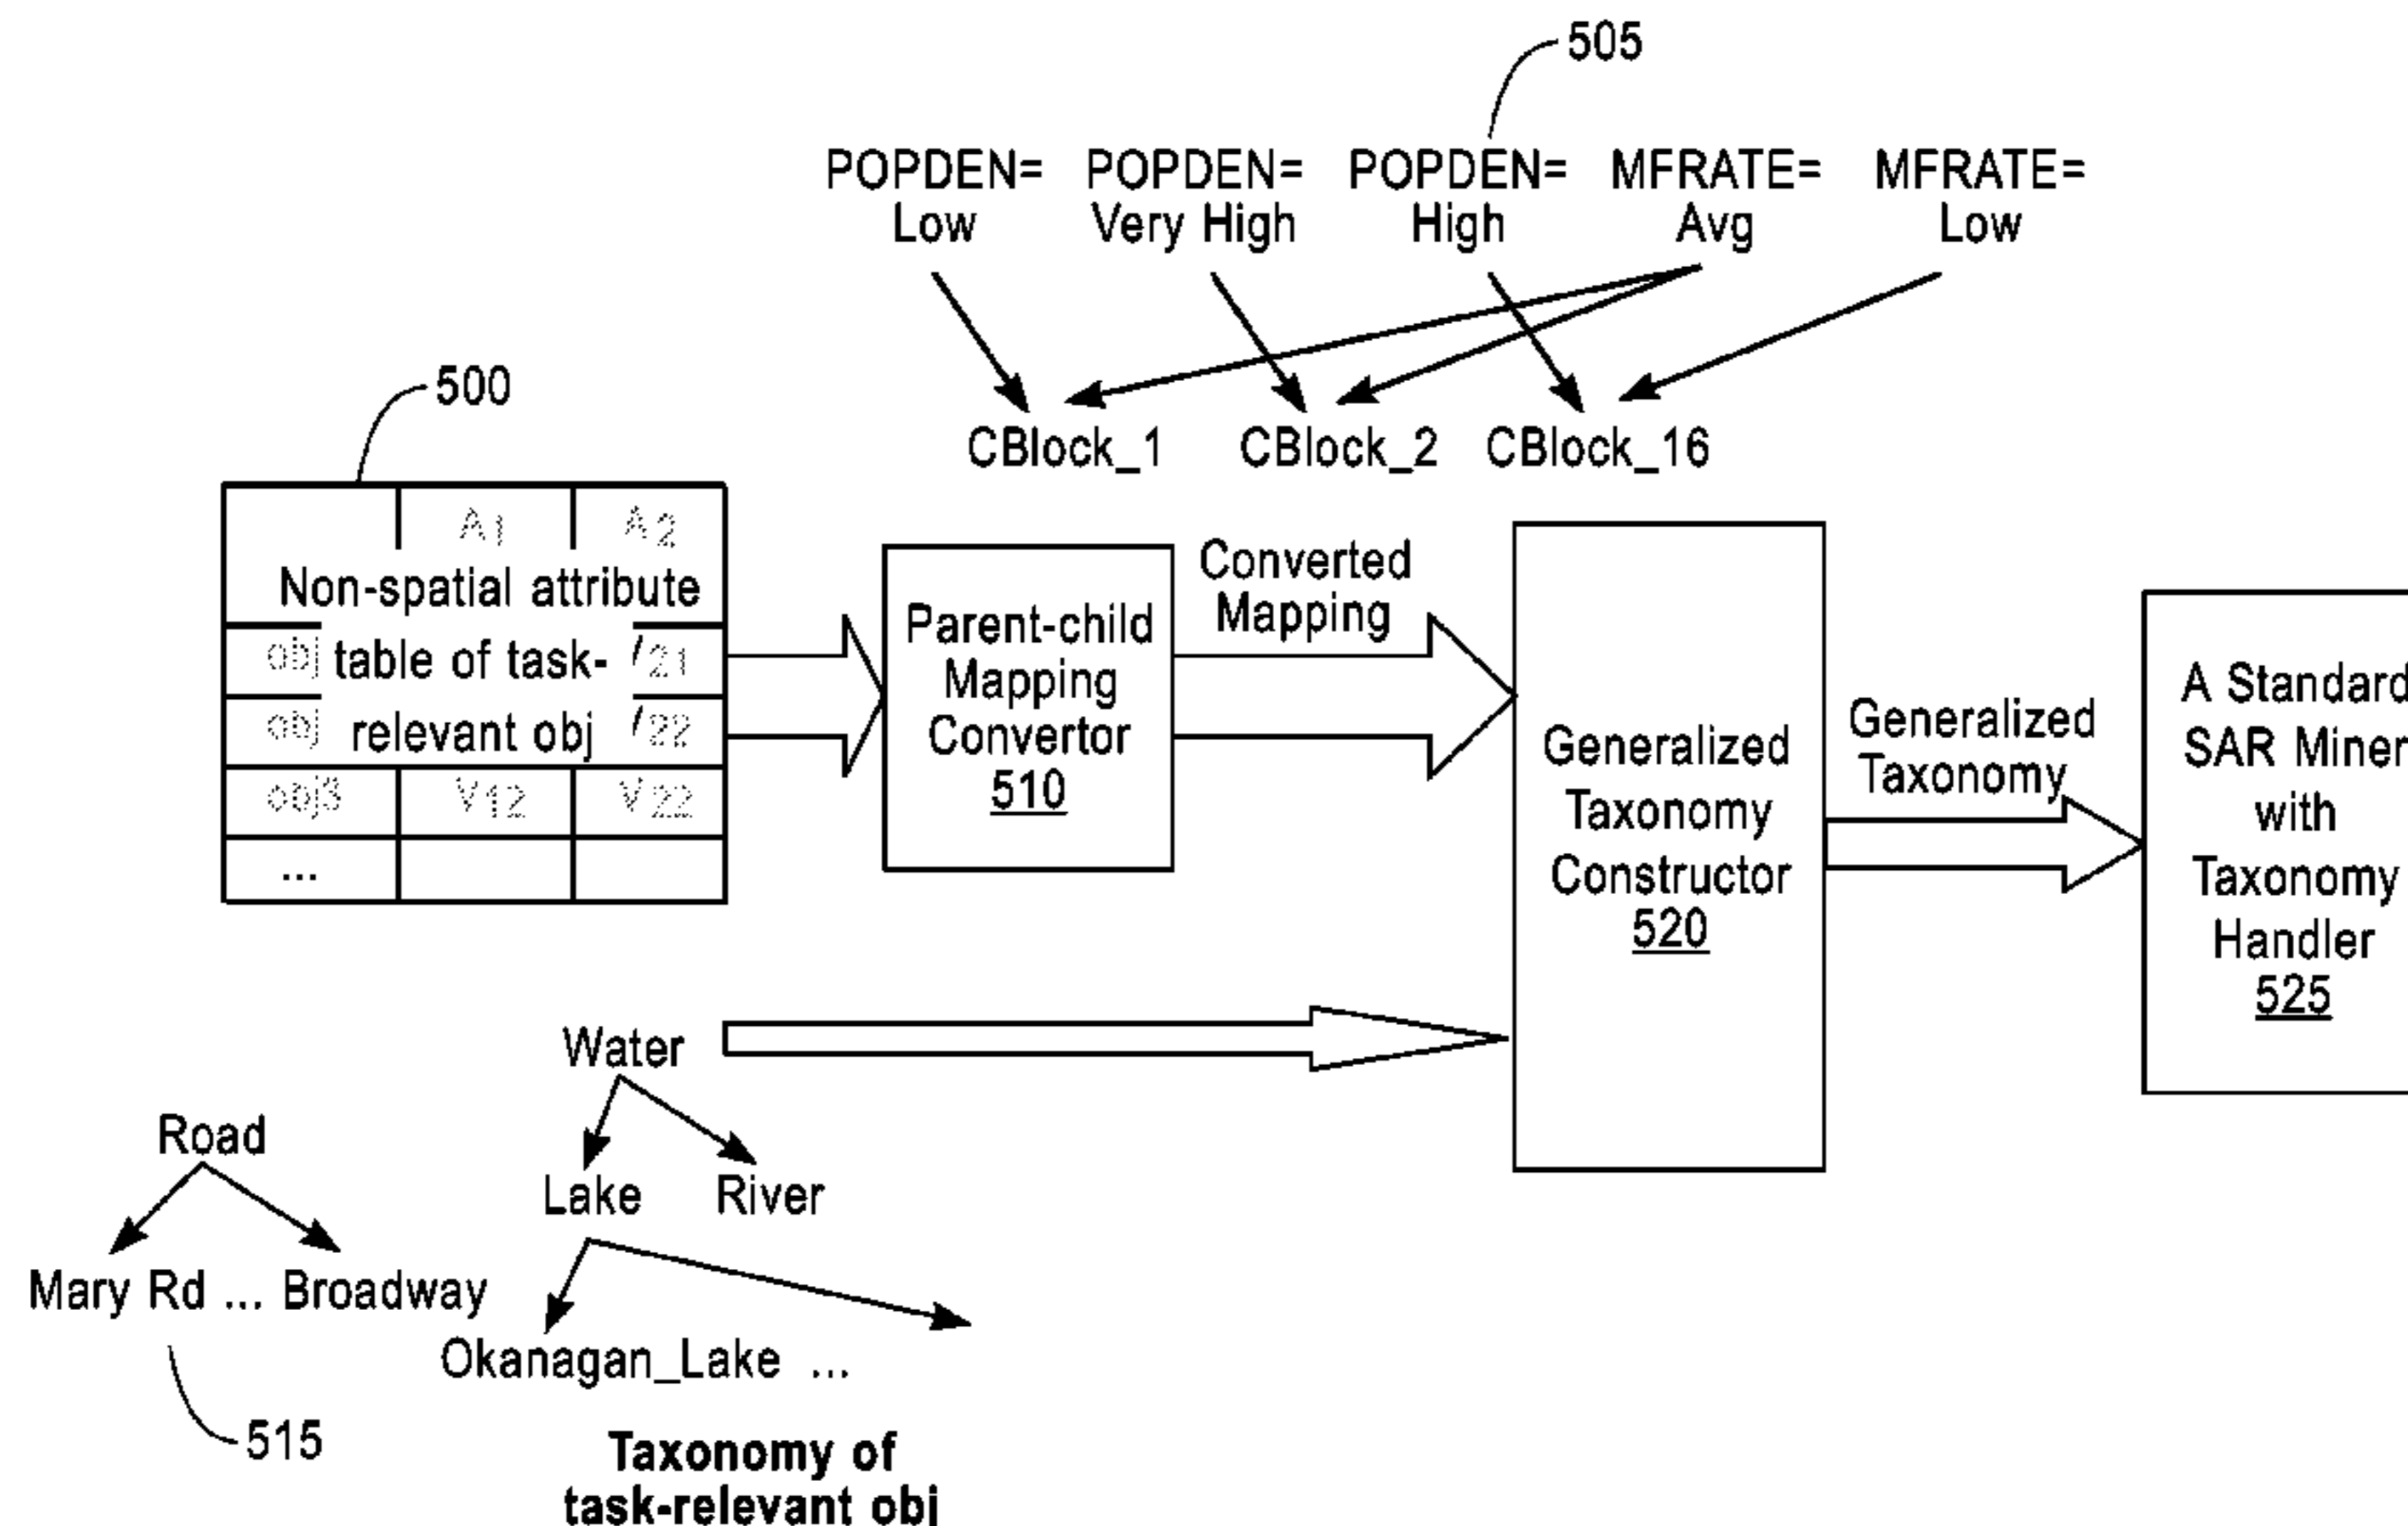 505
POPDEN= POPDEN= POPDEN= MFRATE= MFRATE=
Low Very High High Avg Low
500
CBlock_1 CBlock_2 CBlock_16
A1 A2
Non-spatial attribute
obj table of task- 21
obj relevant obj 22
obj3 V12 V22
...
Parent-child
Mapping
Convertor
510
Converted
Mapping
Generalized
Taxonomy
Constructor
520
Generalized
Taxonomy
A Standard
SAR Miner
with
Taxonomy
Handler
525
Water
Road
Lake River
Mary Rd ... Broadway
Okanagan_Lake ...
515
Taxonomy of
task-relevant obj